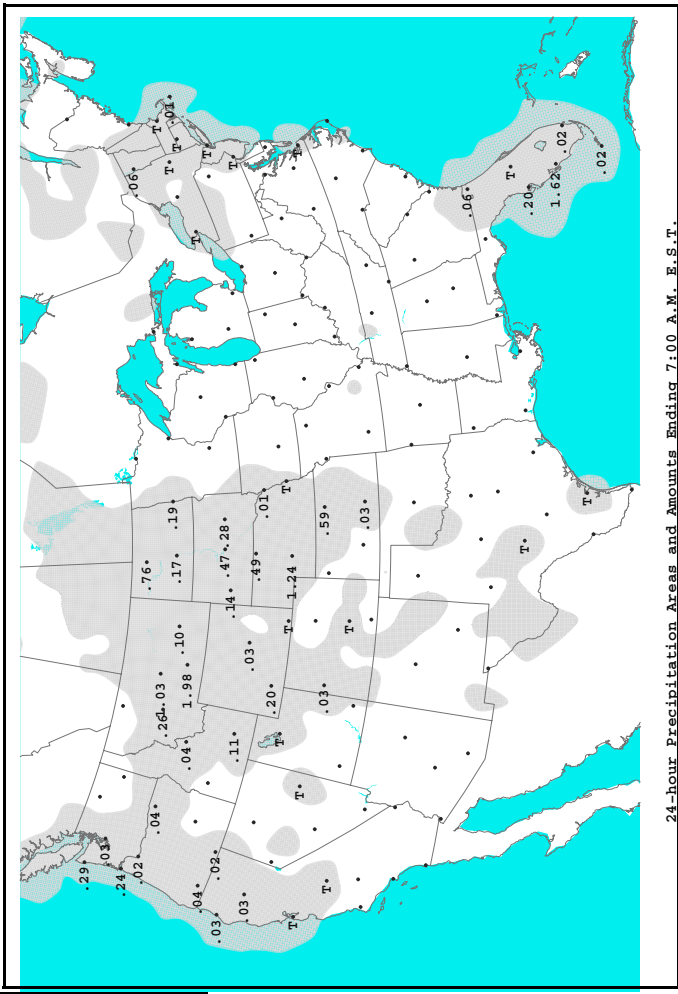 24-hour Precipitation Areas and Amounts Ending 7:00 A.M. E.S.T.
.29
.03
.24
.02
.04
.04
.03
.03
.02
T
T
.26
1.03
.04
1.98
.10
.11
T
T
.03
.20
.03
T
T
.76
.17
.19
.14
.47
.28
.49
.01
1.24
T
.59
.03
T
T
.06
T
T
T
.01
T
T
T
T
.06
T
.20
1.62
.02
.02